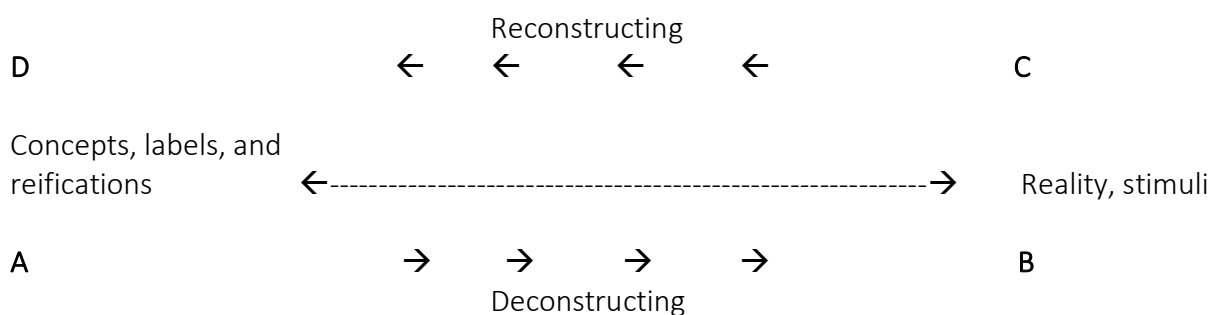 Reconstructing
D ← ← ← ← C
Concepts, labels, and
reifications ←-------------------------------------------------→ Reality, stimuli
A → → → → B
Deconstructing